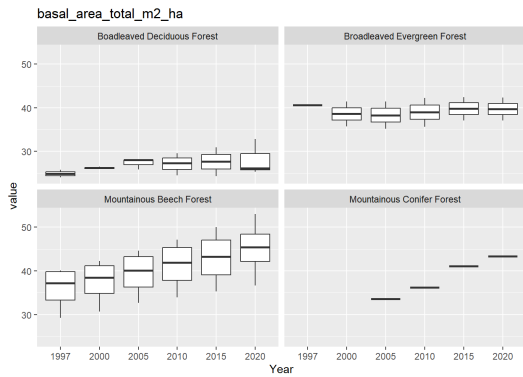 basal_area_total_m2_ha
Boadleaved Deciduous Forest
Broadleaved Evergreen Forest
50
40
30
Mountainous Beech Forest
Mountainous Conifer Forest
50
40
30
value
1997 2000 2005 2010 2015 2020
1997 2000 2005 2010 2015 2020
Year